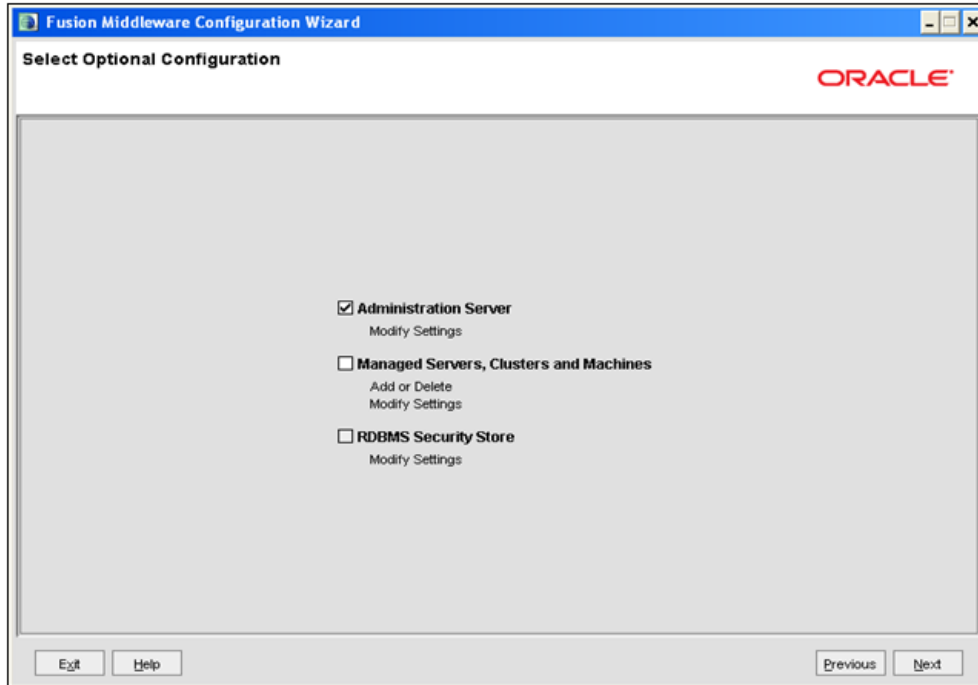 Fusion Middleware Configuration Wizard
Select Optional Configuration
ORACLE
Administration Server
Modify Settings
Managed Servers, Clusters and Machines
Add or Delete
Modify Settings
RDBMS Security Store
Modify Settings
Exit
Help
Previous
Next